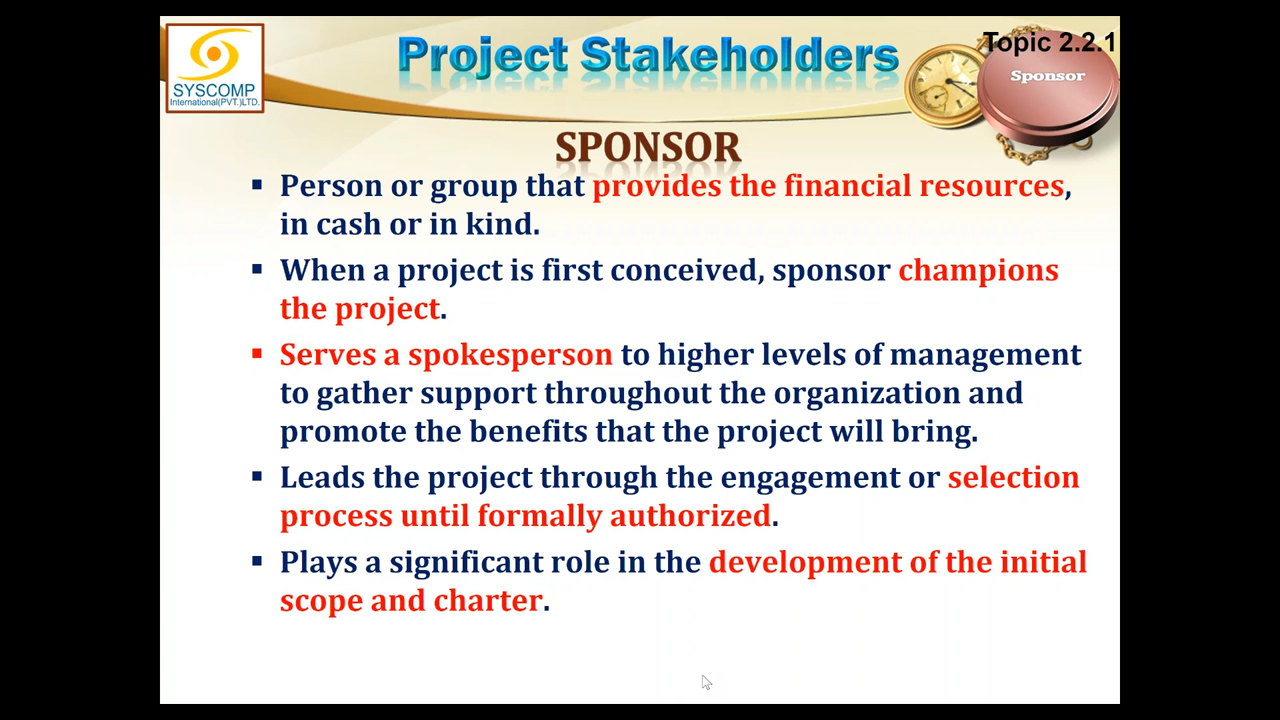 Project Stakeholders
Topic 2.2.1
Sponsor
SYSCOMP
International(PVT.)LTD.
SPONSOR
▪ Person or group that provides the financial resources,
in cash or in kind.
▪ When a project is first conceived, sponsor champions
the project.
▪ Serves a spokesperson to higher levels of management
to gather support throughout the organization and
promote the benefits that the project will bring.
▪ Leads the project through the engagement or selection
process until formally authorized.
▪ Plays a significant role in the development of the initial
scope and charter.